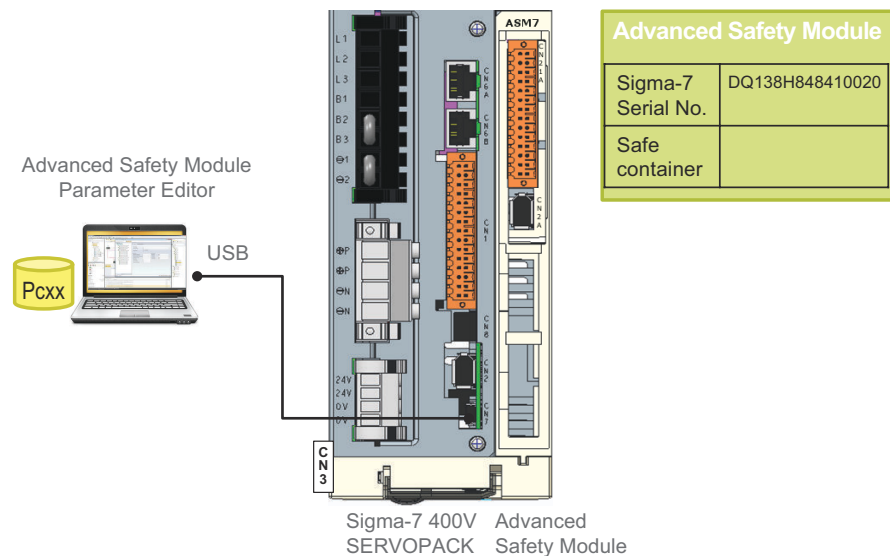 Advanced Safety Module
Parameter Editor
Pcxx
USB
L1
L2
L3
B1
B2
B3
⊖1
⊖2
⊕P
⊕P
⊖N
⊖N
24V
24V
0V
0V
CN3
CN6A
CN6B
CN1
CN8
CN2
CN7
ASM7
CN21A
CN2A
Sigma-7 400V
SERVOPACK
Advanced
Safety Module
Advanced Safety Module
Sigma-7
Serial No.
DQ138H848410020
Safe
container